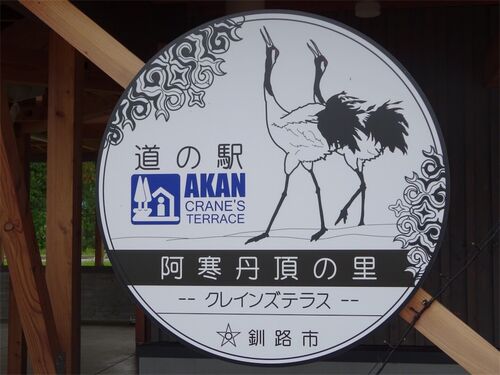 道の駅
AKAN
CRANE'S
TERRACE
阿寒丹頂の里
-- クレインズテラス --
釧路市